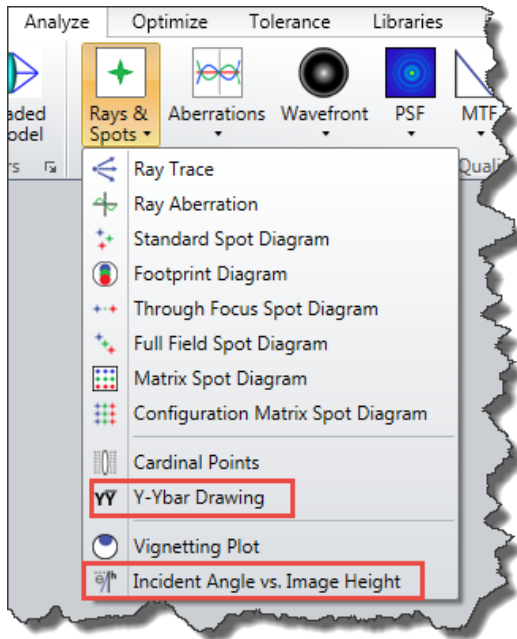 Analyze Optimize Tolerance Libraries
aded Rays & Aberrations Wavefront PSF MTF
odel Spots
rs Quali
Ray Trace
Ray Aberration
Standard Spot Diagram
Footprint Diagram
Through Focus Spot Diagram
Full Field Spot Diagram
Matrix Spot Diagram
Configuration Matrix Spot Diagram
Cardinal Points
YY Y-Ybar Drawing
Vignetting Plot
Incident Angle vs. Image Height